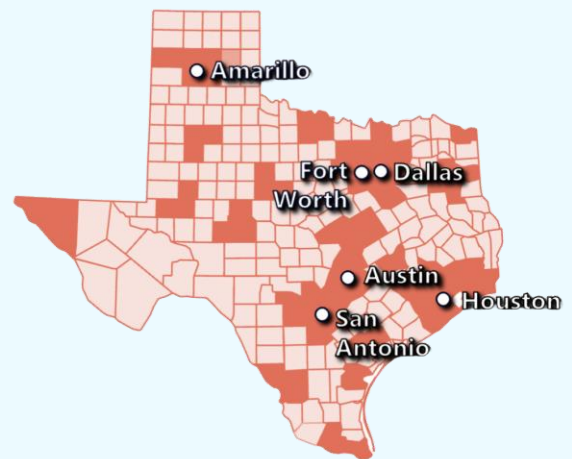 Amarillo
Fort
Worth
Dallas
Austin
Houston
San
Antonio